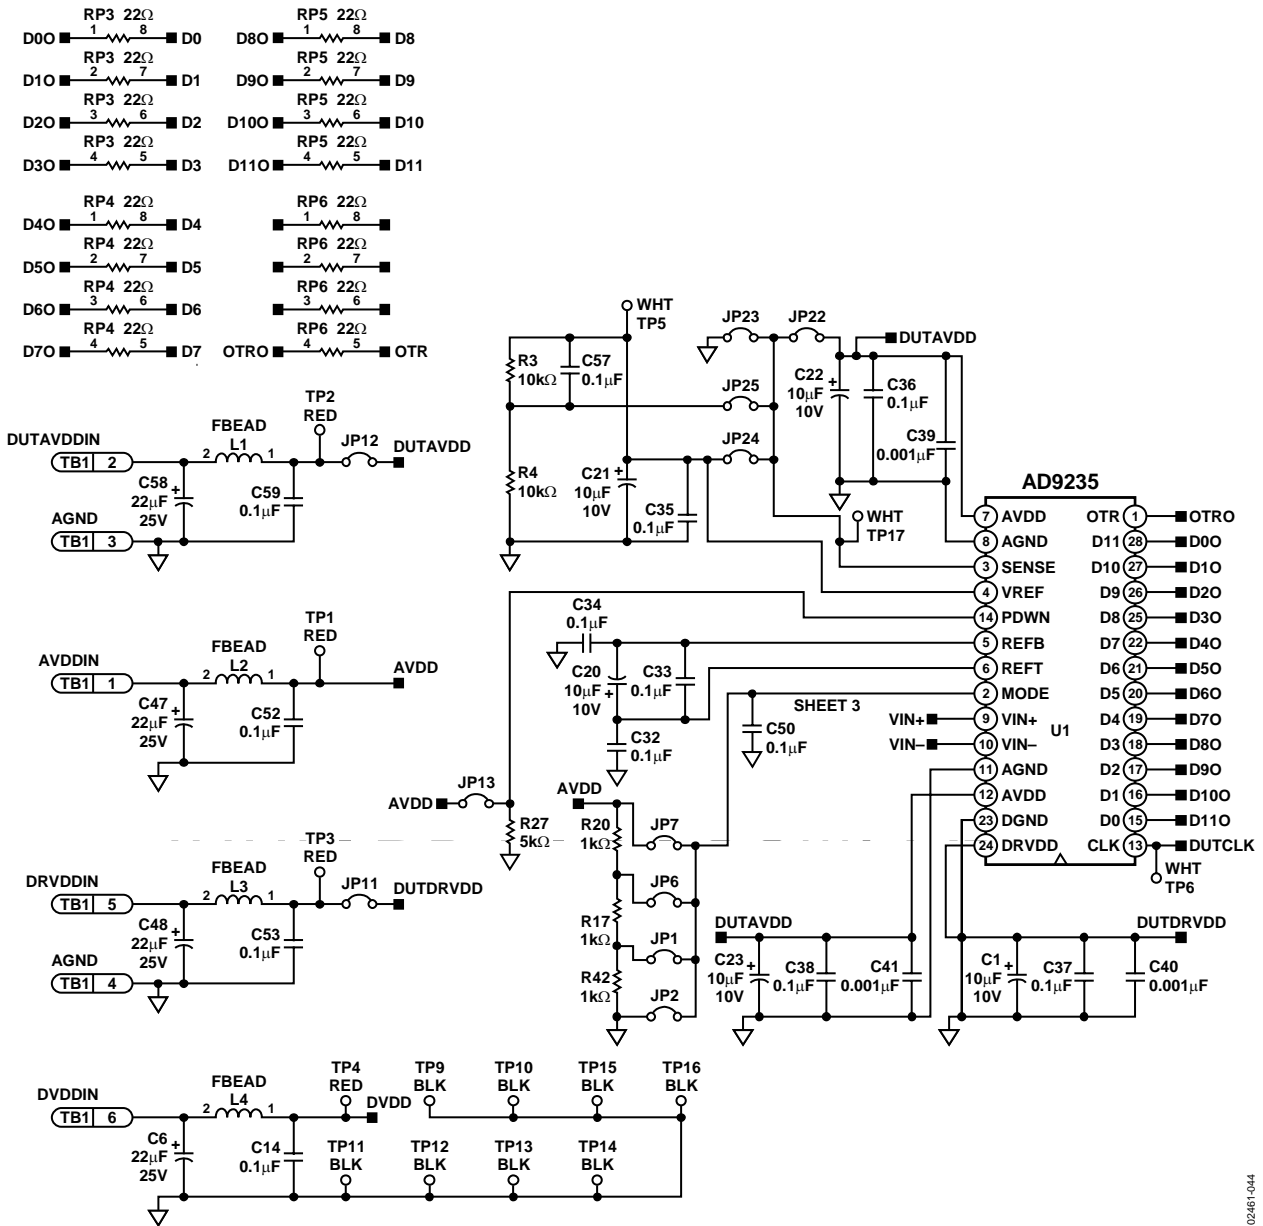 RP3 22Ω
D0O 1 8 D0
RP3 22Ω
D1O 2 7 D1
RP3 22Ω
D2O 3 6 D2
RP3 22Ω
D3O 4 5 D3
RP4 22Ω
D4O 1 8 D4
RP4 22Ω
D5O 2 7 D5
RP4 22Ω
D6O 3 6 D6
RP4 22Ω
D7O 4 5 D7
RP5 22Ω
D8O 1 8 D8
RP5 22Ω
D9O 2 7 D9
RP5 22Ω
D10O 3 6 D10
RP5 22Ω
D11O 4 5 D11
RP6 22Ω
1 8
RP6 22Ω
2 7
RP6 22Ω
3 6
RP6 22Ω
OTRO 4 5 OTR
DUTAVDDIN
TB1 2
FBEAD
2 L1 1
TP2
RED
JP12
DUTAVDD
C58
22μF
25V
+
C59
0.1μF
AGND
TB1 3
AVDDIN
TB1 1
FBEAD
2 L2 1
TP1
RED
AVDD
C47
22μF
25V
+
C52
0.1μF
DRVDDIN
TB1 5
FBEAD
2 L3 1
TP3
RED
JP11
DUTDRVDD
C48
22μF
25V
+
C53
0.1μF
AGND
TB1 4
DVDDIN
TB1 6
FBEAD
2 L4 1
TP4
RED
DVDD
C6
22μF
25V
+
C14
0.1μF
TP9
BLK
TP10
BLK
TP15
BLK
TP16
BLK
TP11
BLK
TP12
BLK
TP13
BLK
TP14
BLK
WHT
TP5
JP23
JP22
DUTAVDD
R3
10kΩ
C57
0.1μF
JP25
C22
10μF
10V
+
C36
0.1μF
C39
0.001μF
JP24
R4
10kΩ
C21
10μF
10V
+
C35
0.1μF
WHT
TP17
C34
0.1μF
C20
10μF
10V
+
C33
0.1μF
C32
0.1μF
SHEET 3
C50
0.1μF
VIN+
VIN–
AVDD
JP13
R27
5kΩ
AVDD
R20
1kΩ
JP7
JP6
R17
1kΩ
JP1
R42
1kΩ
JP2
AD9235
U1
7 AVDD
8 AGND
3 SENSE
4 VREF
14 PDWN
5 REFB
6 REFT
2 MODE
9 VIN+
10 VIN–
11 AGND
12 AVDD
23 DGND
24 DRVDD
OTR 1 OTRO
D11 28 D0O
D10 27 D1O
D9 26 D2O
D8 25 D3O
D7 22 D4O
D6 21 D5O
D5 20 D6O
D4 19 D7O
D3 18 D8O
D2 17 D9O
D1 16 D10O
D0 15 D11O
CLK 13 DUTCLK
WHT
TP6
DUTAVDD
C23
10μF
10V
+
C38
0.1μF
C41
0.001μF
DUTDRVDD
C1
10μF
10V
+
C37
0.1μF
C40
0.001μF
02461-044